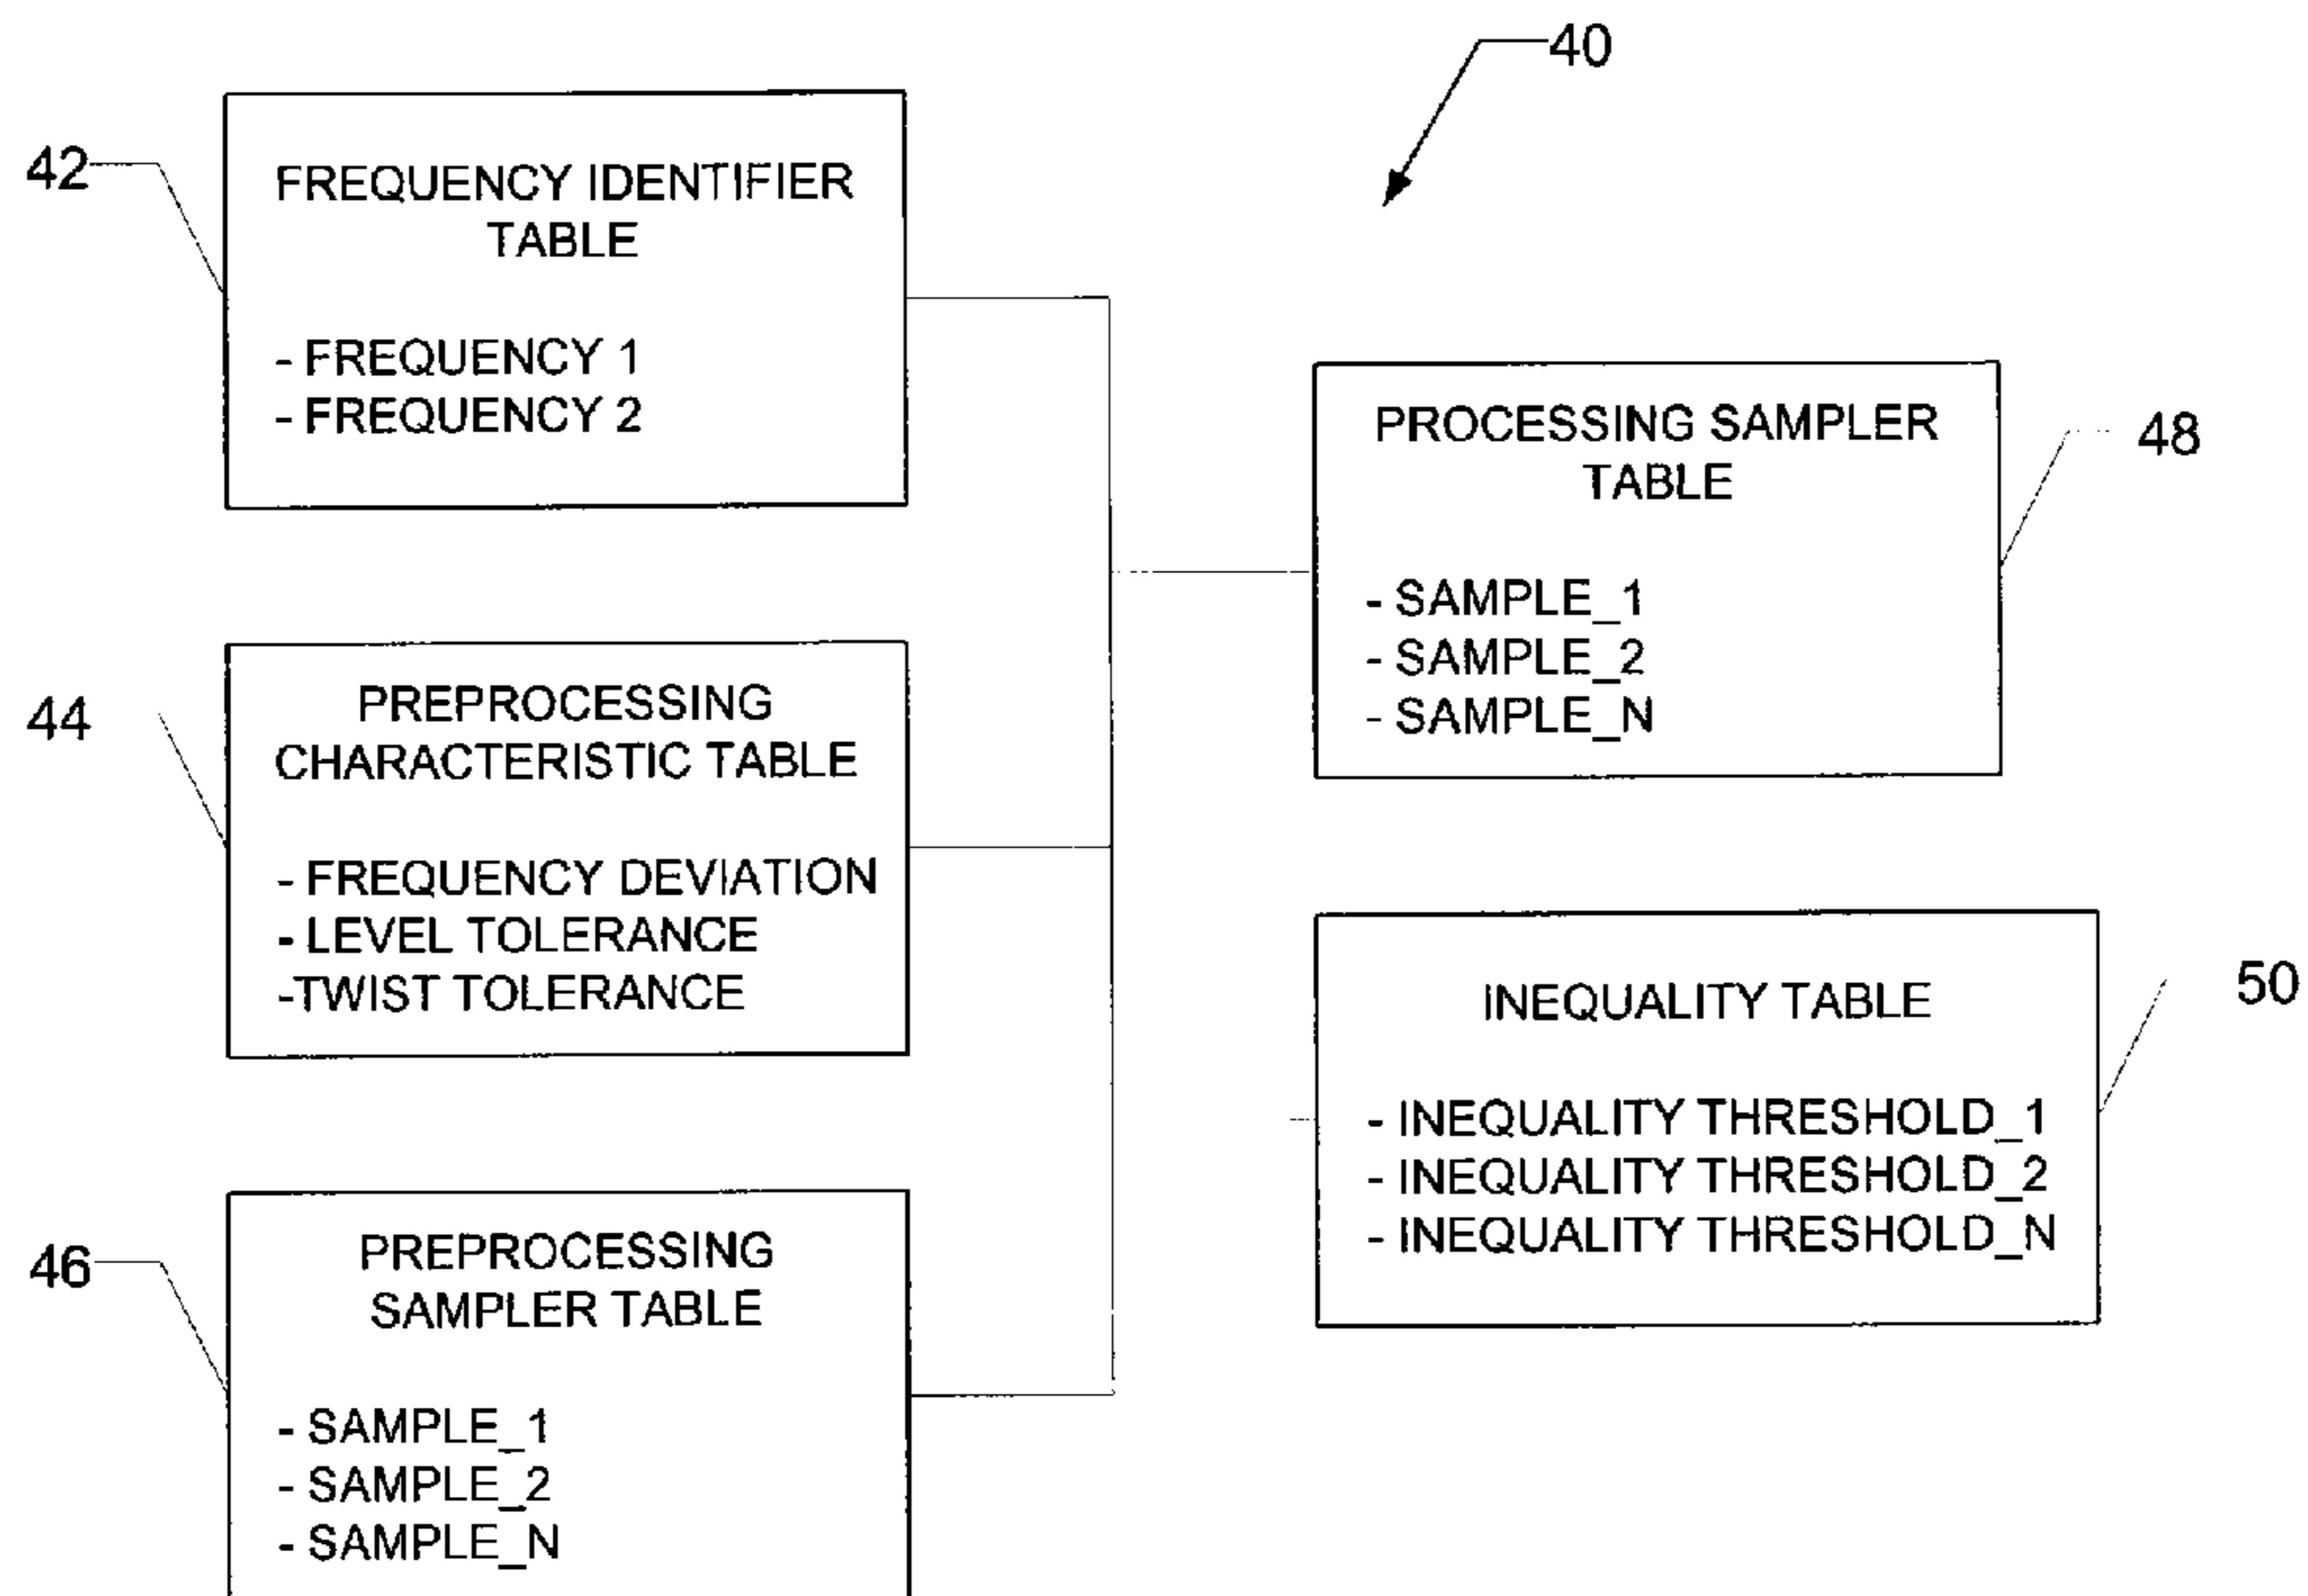 40
42
FREQUENCY IDENTIFIER
TABLE
- FREQUENCY 1
- FREQUENCY 2
44
PREPROCESSING
CHARACTERISTIC TABLE
- FREQUENCY DEVIATION
- LEVEL TOLERANCE
-TWIST TOLERANCE
46
PREPROCESSING
SAMPLER TABLE
- SAMPLE_1
- SAMPLE_2
- SAMPLE_N
PROCESSING SAMPLER
TABLE
48
- SAMPLE_1
- SAMPLE_2
- SAMPLE_N
INEQUALITY TABLE
50
- INEQUALITY THRESHOLD_1
- INEQUALITY THRESHOLD_2
- INEQUALITY THRESHOLD_N